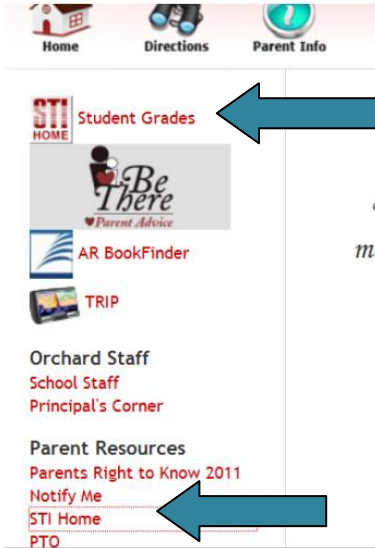 Home Directions Parent Info
STI
HOME
Student Grades
Be
There
Parent Advice
AR BookFinder
TRIP
m
Orchard Staff
School Staff
Principal's Corner
Parent Resources
Parents Right to Know 2011
Notify Me
STI Home
PTO